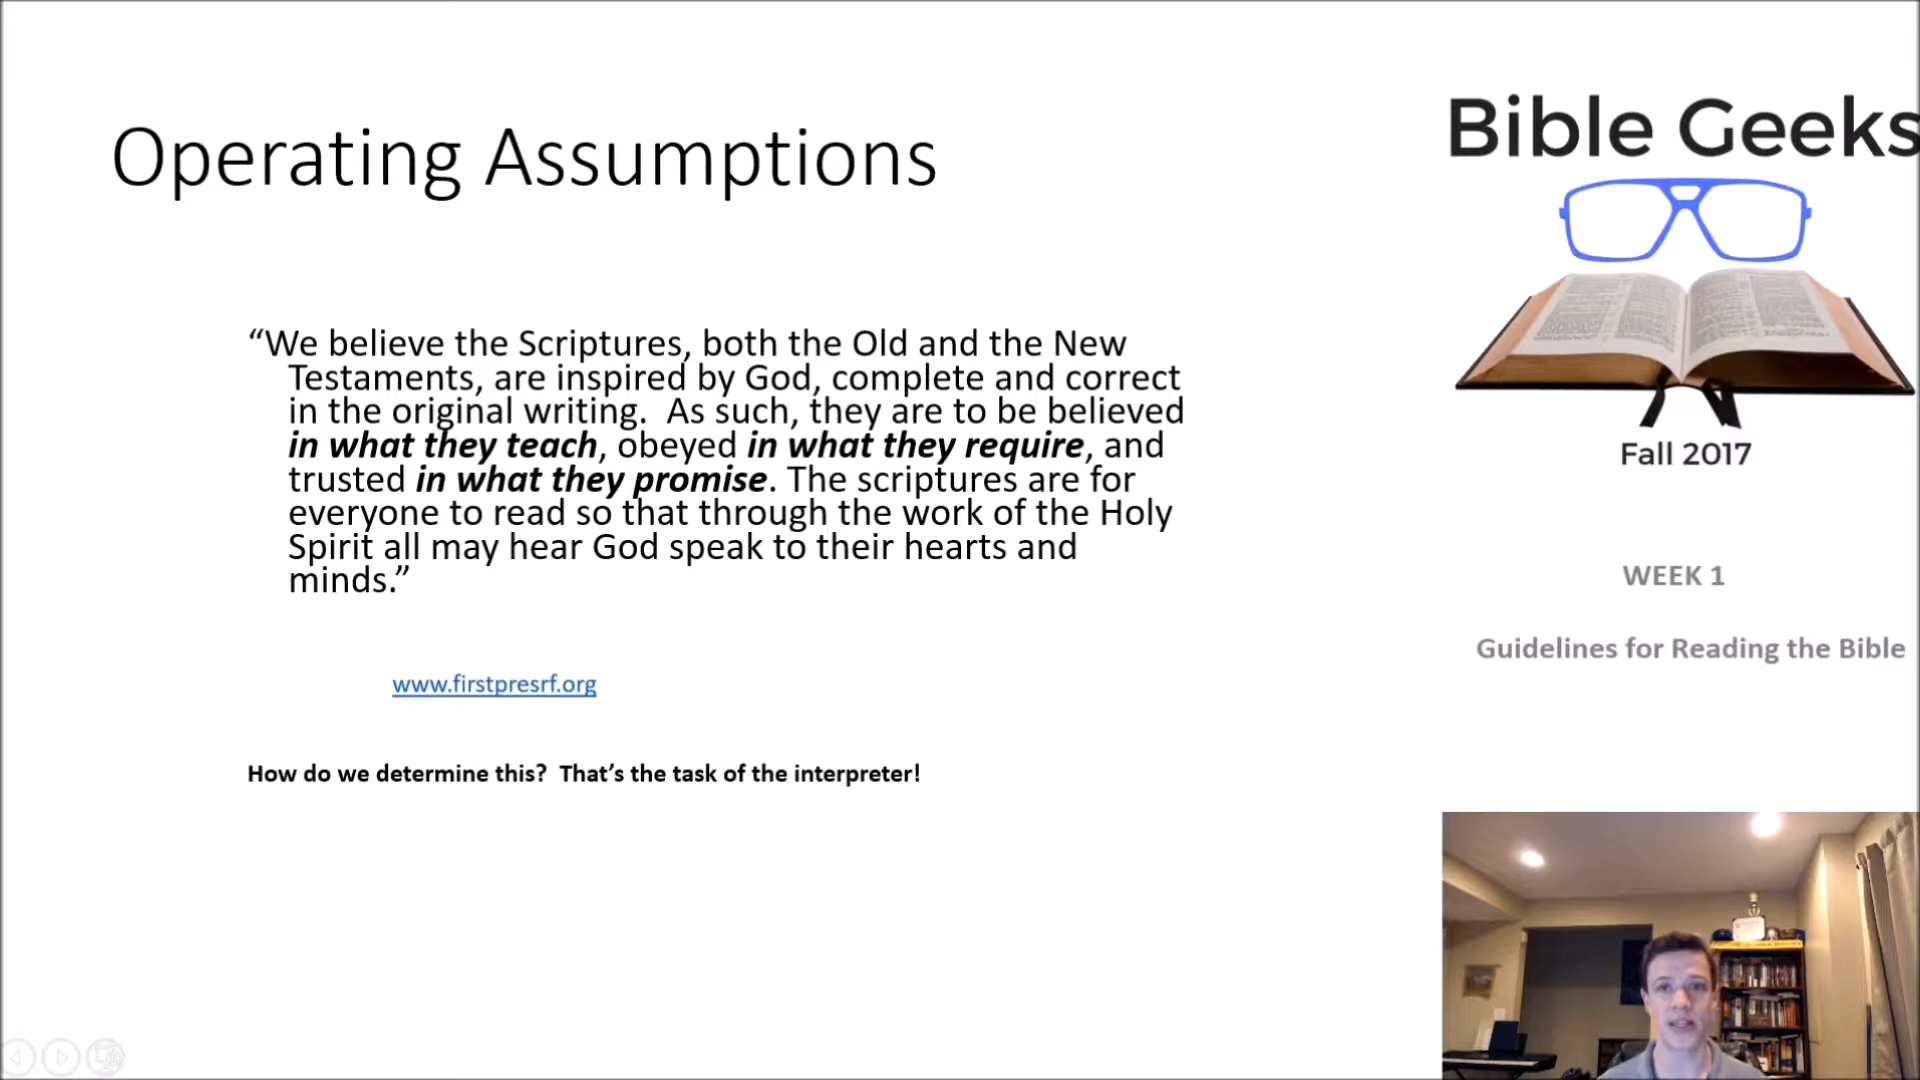 Operating Assumptions
“We believe the Scriptures, both the Old and the New
Testaments, are inspired by God, complete and correct
in the original writing.  As such, they are to be believed
in what they teach, obeyed in what they require, and
trusted in what they promise. The scriptures are for
everyone to read so that through the work of the Holy
Spirit all may hear God speak to their hearts and
minds.”
www.firstpresrf.org
How do we determine this?  That’s the task of the interpreter!
Bible Geeks
Fall 2017
WEEK 1
Guidelines for Reading the Bible